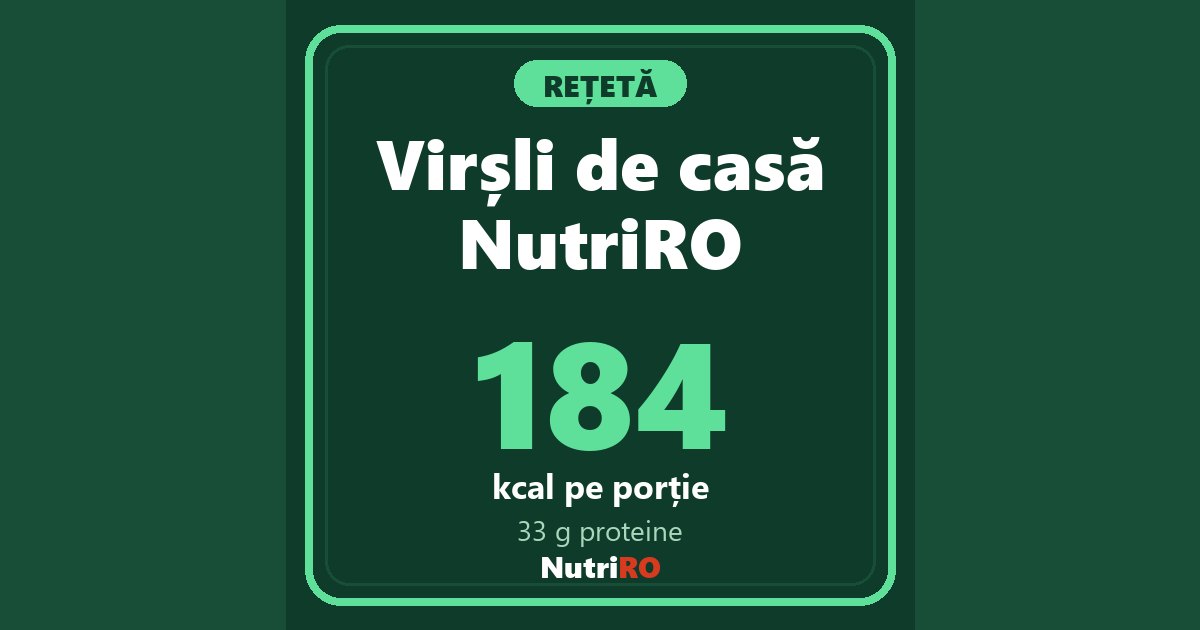 REȚETĂ
Virșli de casă
NutriRO
184
kcal pe porție
33 g proteine
NutriRO